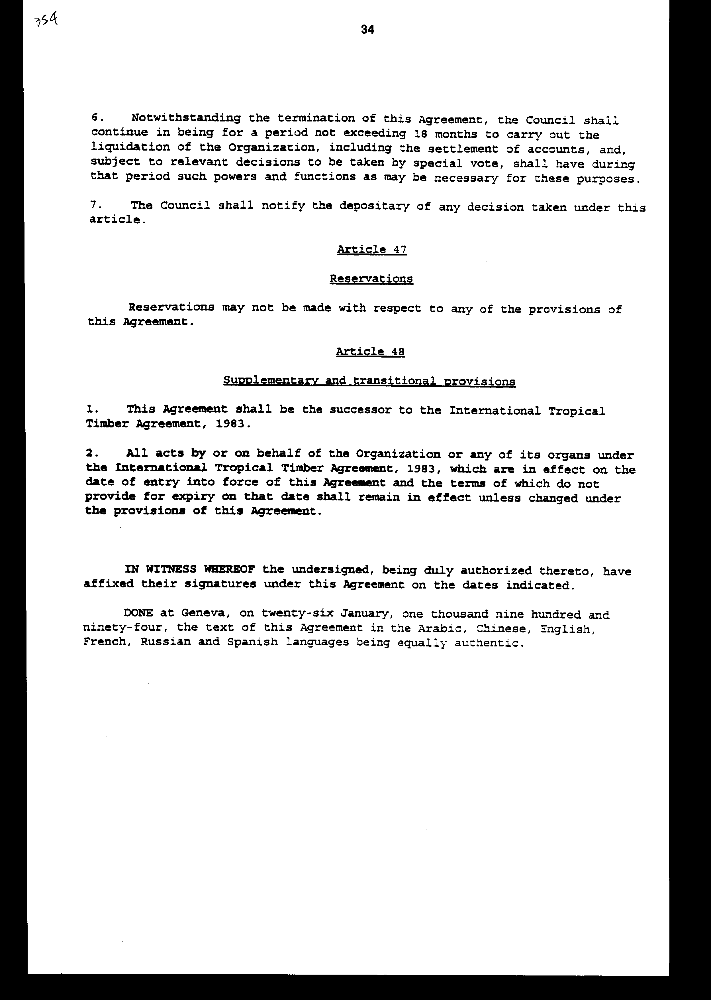 354
34
6. Notwithstanding the termination of this Agreement, the Council shall
continue in being for a period not exceeding 18 months to carry out the
liquidation of the Organization, including the settlement of accounts, and,
subject to relevant decisions to be taken by special vote, shall have during
that period such powers and functions as may be necessary for these purposes.
7. The Council shall notify the depositary of any decision taken under this
article.
Article 47
Reservations
Reservations may not be made with respect to any of the provisions of
this Agreement.
Article 48
Supplementary and transitional provisions
1. This Agreement shall be the successor to the International Tropical
Timber Agreement, 1983.
2. All acts by or on behalf of the Organization or any of its organs under
the International Tropical Timber Agreement, 1983, which are in effect on the
date of entry into force of this Agreement and the terms of which do not
provide for expiry on that date shall remain in effect unless changed under
the provisions of this Agreement.
IN WITNESS WHEREOF the undersigned, being duly authorized thereto, have
affixed their signatures under this Agreement on the dates indicated.
DONE at Geneva, on twenty-six January, one thousand nine hundred and
ninety-four, the text of this Agreement in the Arabic, Chinese, English,
French, Russian and Spanish languages being equally authentic.